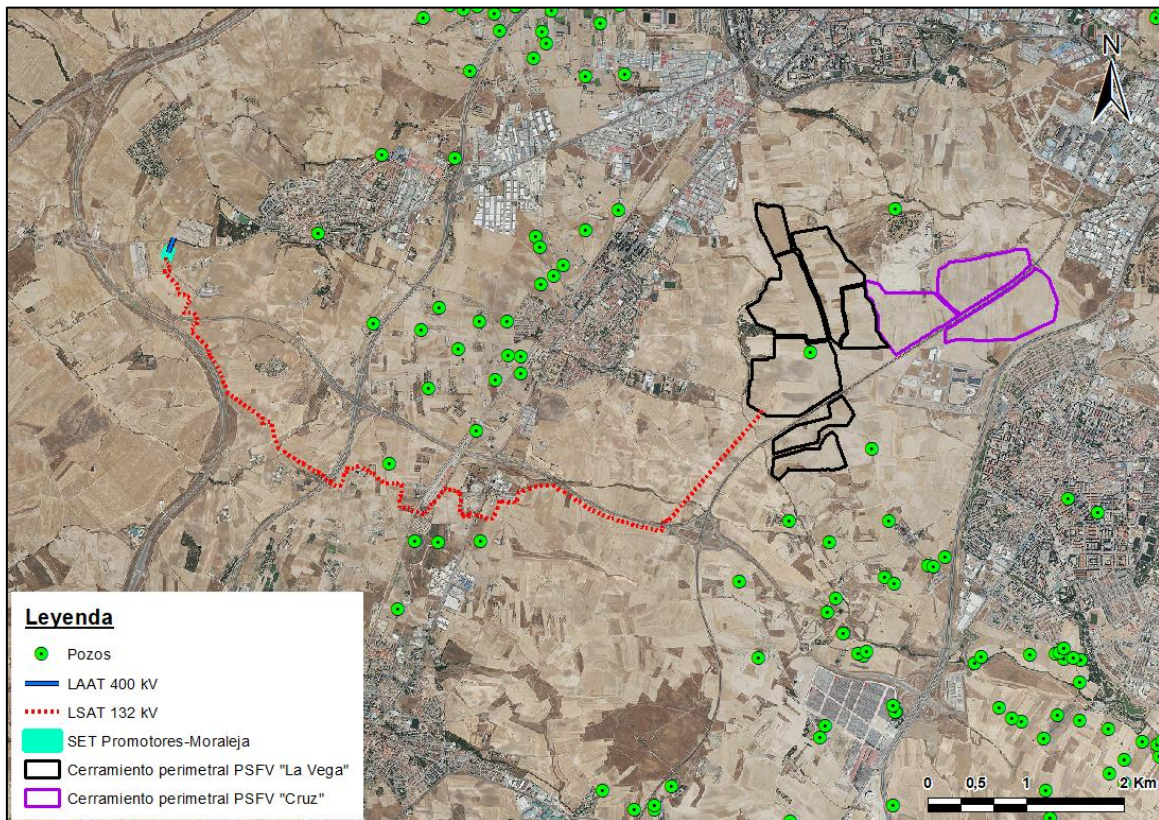 N
Leyenda
Pozos
LAAT 400 kV
LSAT 132 kV
SET Promotores-Moraleja
Cerramiento perimetral PSFV "La Vega"
Cerramiento perimetral PSFV "Cruz"
0 0,5 1 2 Km